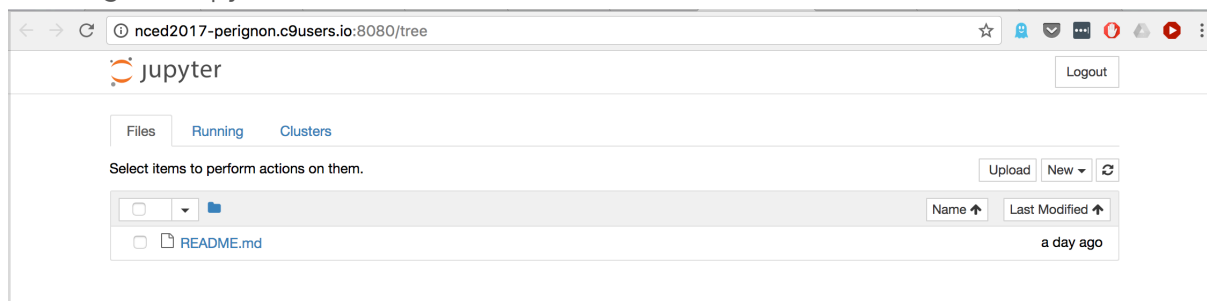 nced2017-perignon.c9users.io:8080/tree
jupyter
Logout
Files Running Clusters
Select items to perform actions on them.
Upload New
Name Last Modified
README.md a day ago